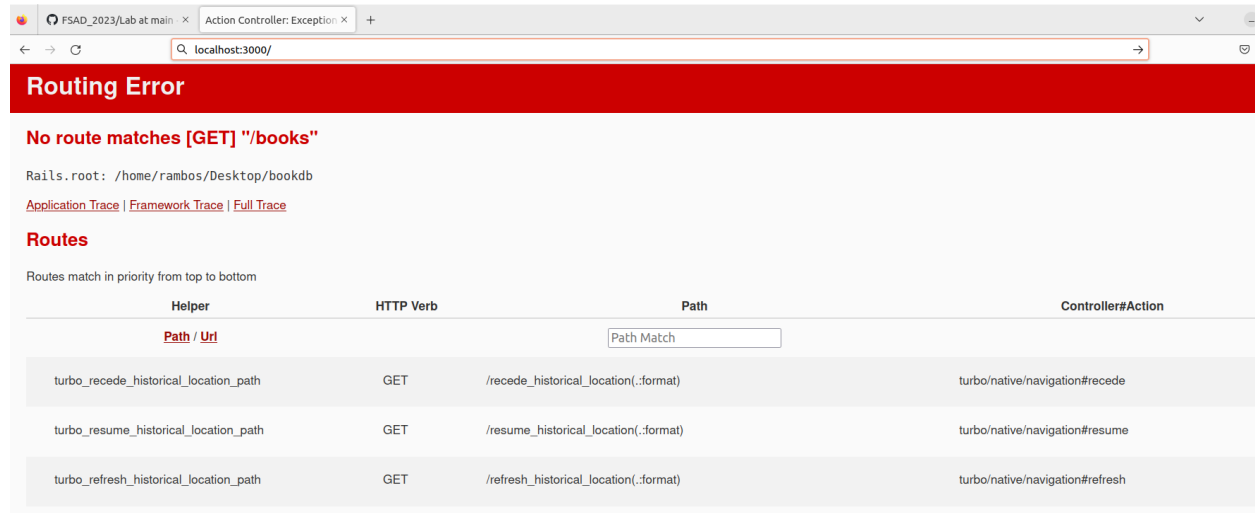 FSAD_2023/Lab at main · × Action Controller: Exception × +
localhost:3000/
Routing Error
No route matches [GET] "/books"
Rails.root: /home/rambos/Desktop/bookdb
Application Trace | Framework Trace | Full Trace
Routes
Routes match in priority from top to bottom
Helper HTTP Verb Path Controller#Action
Path / Url Path Match
turbo_recede_historical_location_path GET /recede_historical_location(.:format) turbo/native/navigation#recede
turbo_resume_historical_location_path GET /resume_historical_location(.:format) turbo/native/navigation#resume
turbo_refresh_historical_location_path GET /refresh_historical_location(.:format) turbo/native/navigation#refresh